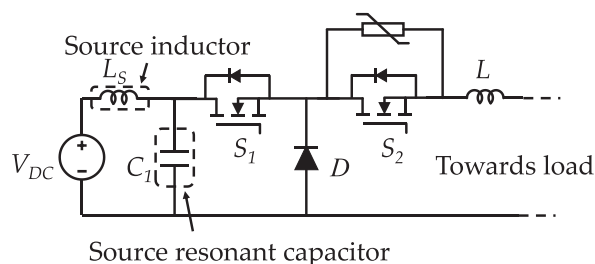 Source inductor
L_S
L
V_DC
+
−
C_1
S_1
D
S_2
Towards load
Source resonant capacitor